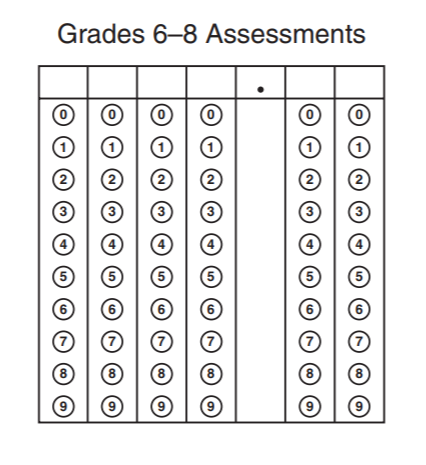 Grades 6–8 Assessments
.
0 0 0 0 0 0
1 1 1 1 1 1
2 2 2 2 2 2
3 3 3 3 3 3
4 4 4 4 4 4
5 5 5 5 5 5
6 6 6 6 6 6
7 7 7 7 7 7
8 8 8 8 8 8
9 9 9 9 9 9